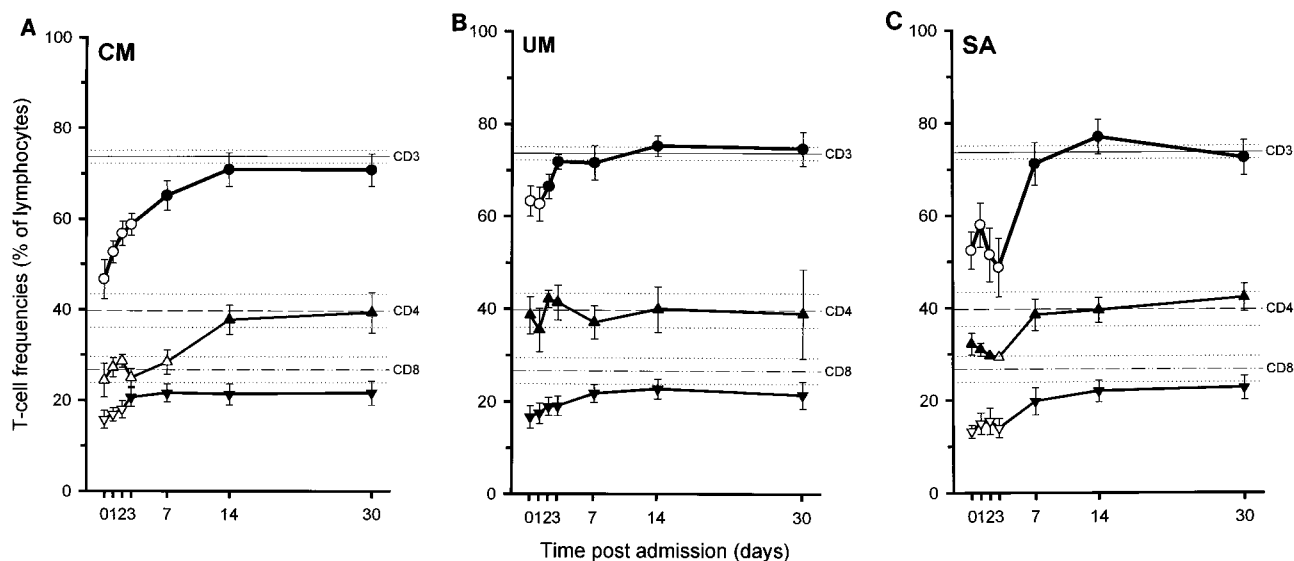 A
CM
100
80
60
40
20
0
CD3
CD4
CD8
0123
7
14
30
T-cell frequencies (% of lymphocytes)
B
UM
100
80
60
40
20
0
CD3
CD4
CD8
0123
7
14
30
Time post admission (days)
C
SA
100
80
60
40
20
0
CD3
CD4
CD8
0123
7
14
30